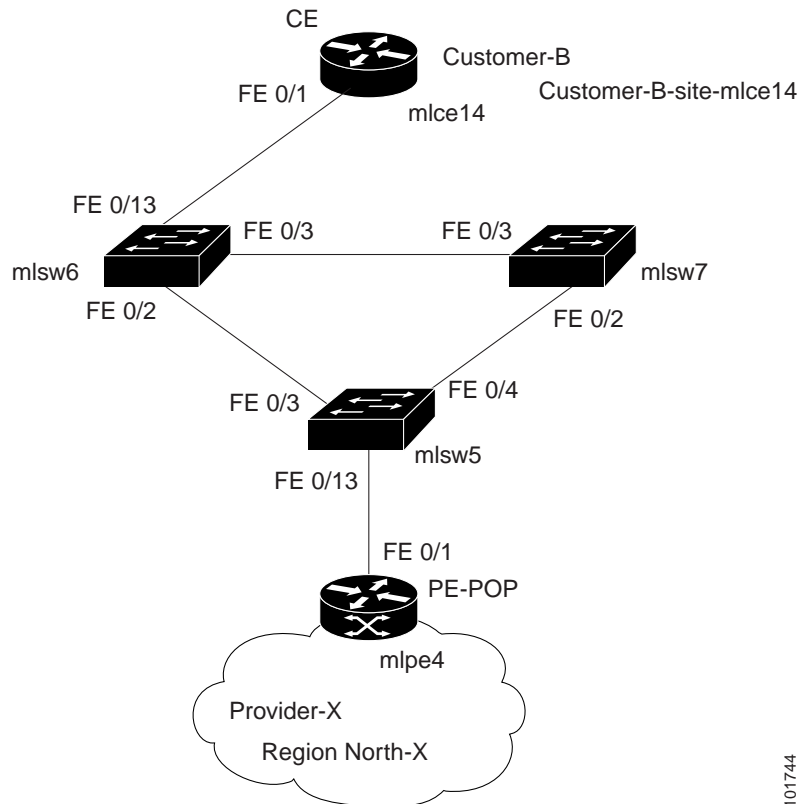 CE
Customer-B
FE 0/1
Customer-B-site-mlce14
mlce14
FE 0/13
FE 0/3
FE 0/3
mlsw6
mlsw7
FE 0/2
FE 0/2
FE 0/3
FE 0/4
mlsw5
FE 0/13
FE 0/1
PE-POP
mlpe4
Provider-X
Region North-X
101744